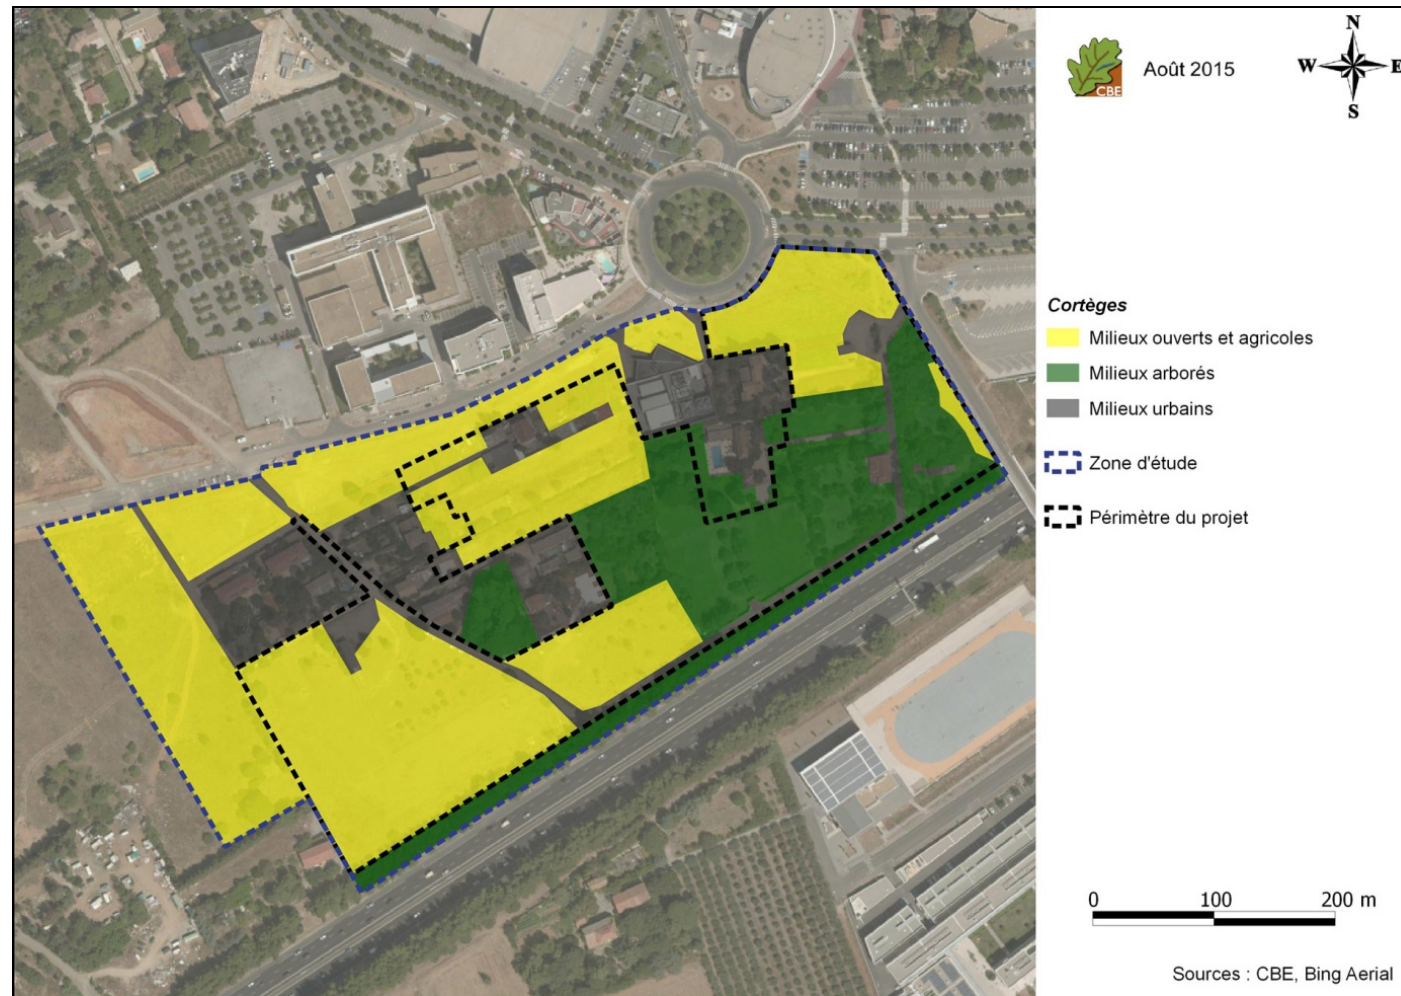 CBE
Août 2015
N
W E
S
Cortèges
Milieux ouverts et agricoles
Milieux arborés
Milieux urbains
Zone d'étude
Périmètre du projet
0 100 200 m
Sources : CBE, Bing Aerial